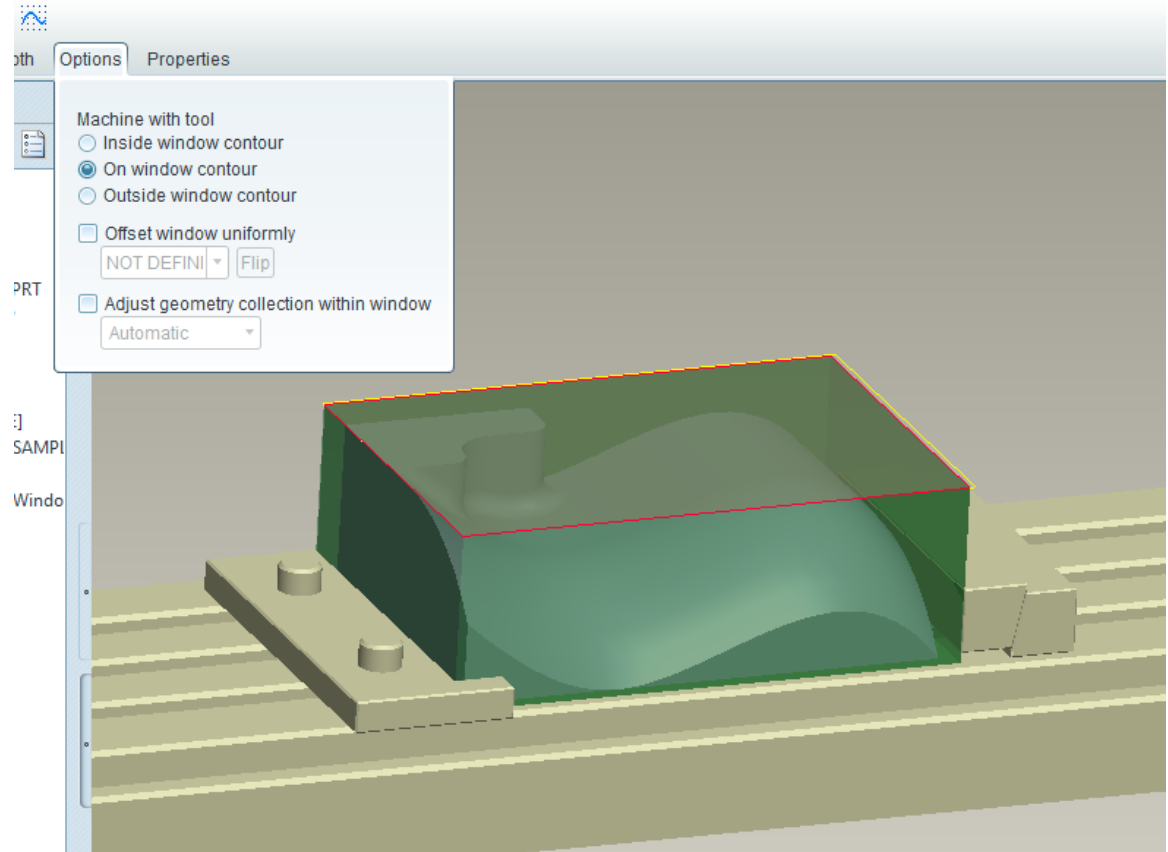 oth Options Properties
Machine with tool
Inside window contour
On window contour
Outside window contour
Offset window uniformly
NOT DEFINI Flip
PRT
Adjust geometry collection within window
Automatic
E]
SAMPL
Windo